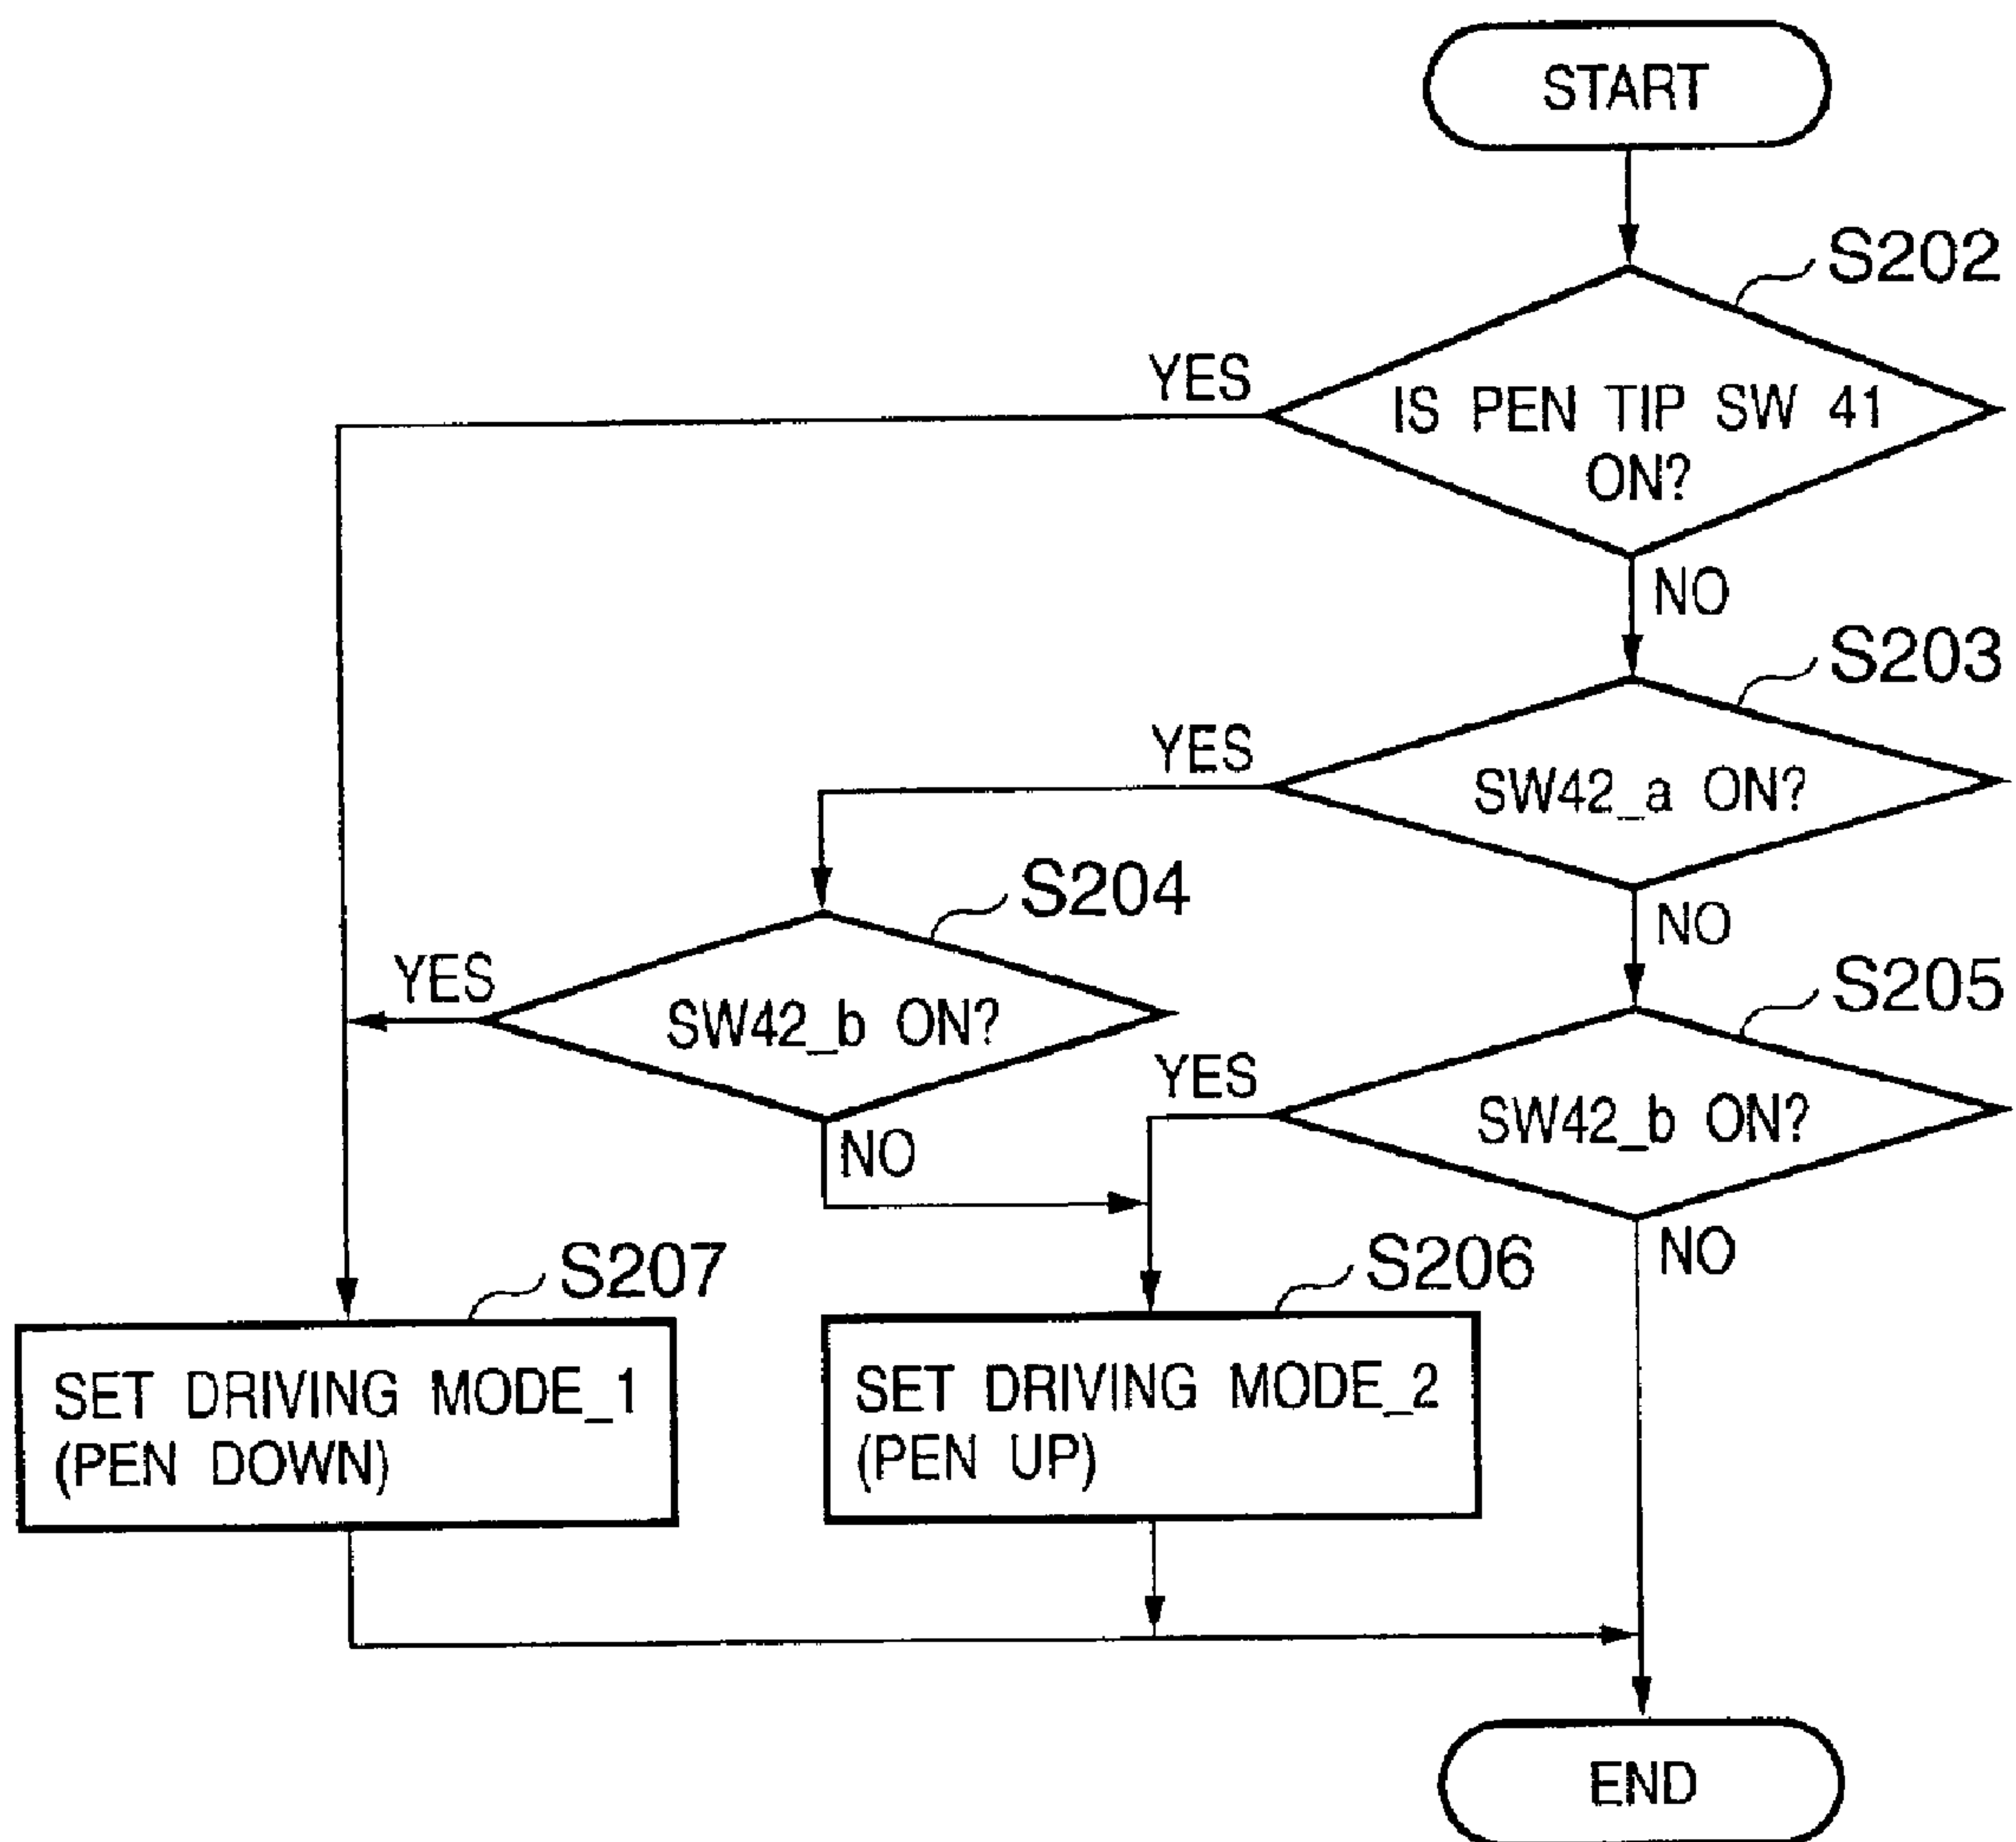 START
S202
YES
IS PEN TIP SW 41
ON?
NO
S203
YES
SW42_a ON?
NO
S204
YES
SW42_b ON?
NO
S205
YES
SW42_b ON?
NO
S207
SET DRIVING MODE_1
(PEN DOWN)
S206
SET DRIVING MODE_2
(PEN UP)
END